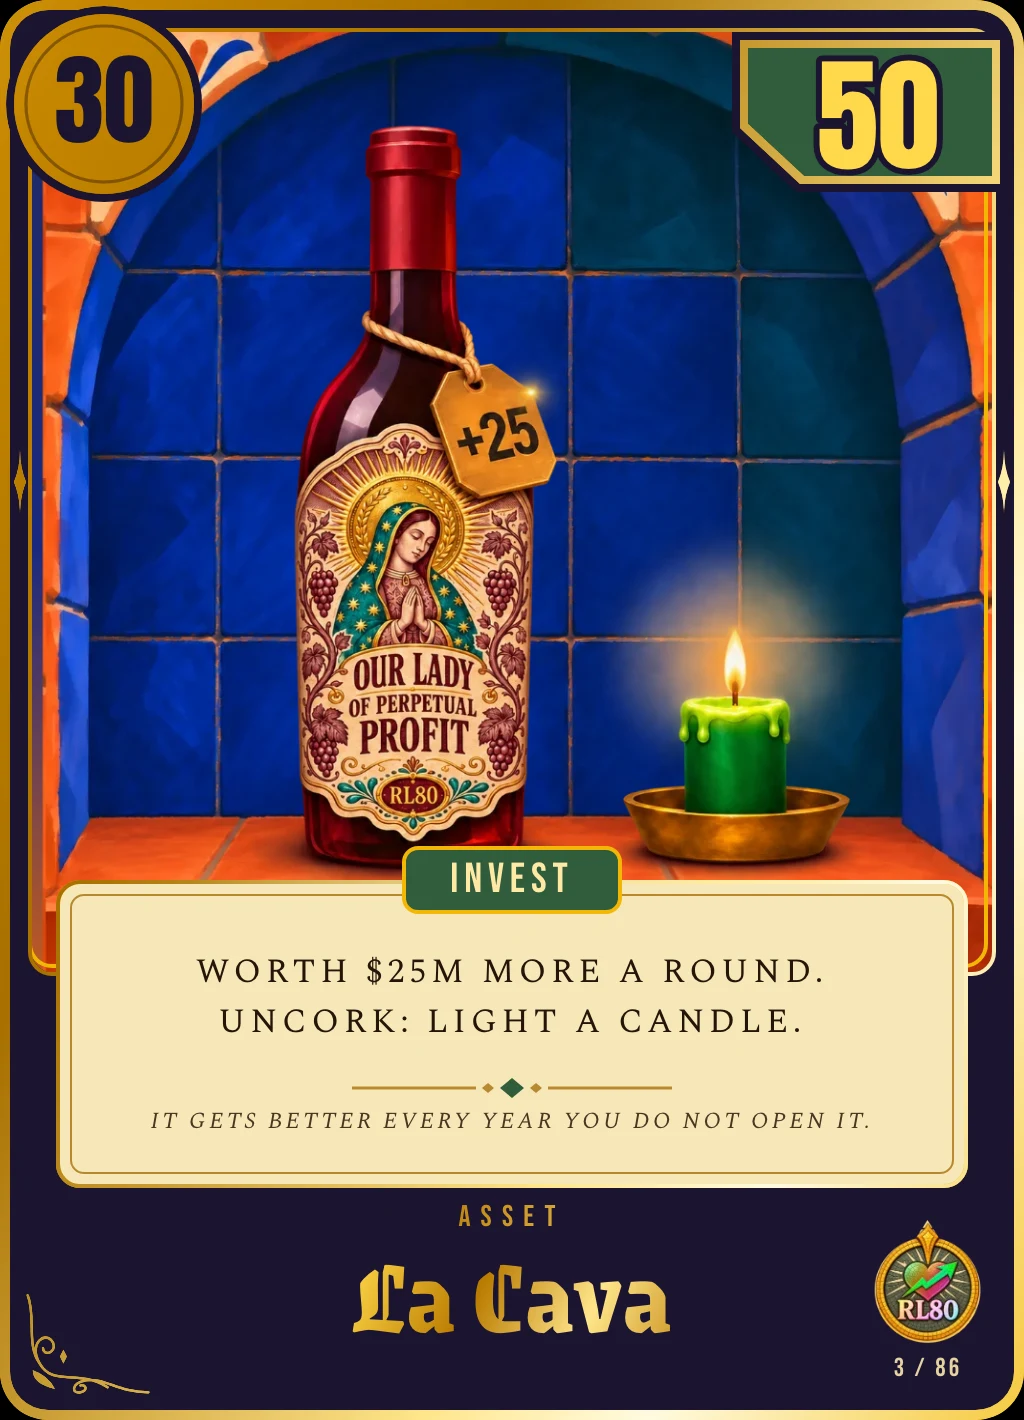 30
50
+25
OUR LADY
OF PERPETUAL
PROFIT
RL80
INVEST
WORTH $25M MORE A ROUND.
UNCORK: LIGHT A CANDLE.
IT GETS BETTER EVERY YEAR YOU DO NOT OPEN IT.
ASSET
La Cava
RL80
3 / 86